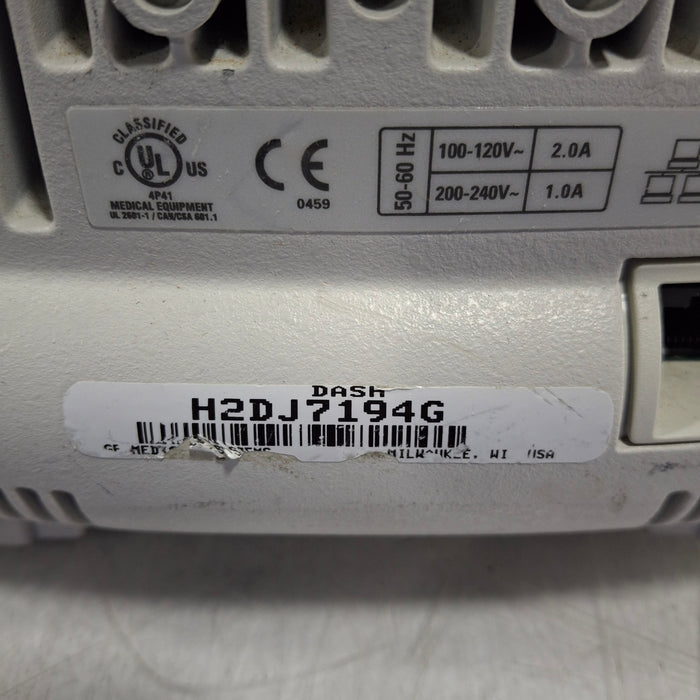 CLASSIFIED
C UL US
®
4P41
MEDICAL EQUIPMENT
UL 2601-1 / CAN/CSA 601.1
CE
0459
50-60 Hz
100-120V~ 2.0A
200-240V~ 1.0A
DASH
H2DJ7194G
MILWAUKEE, WI USA